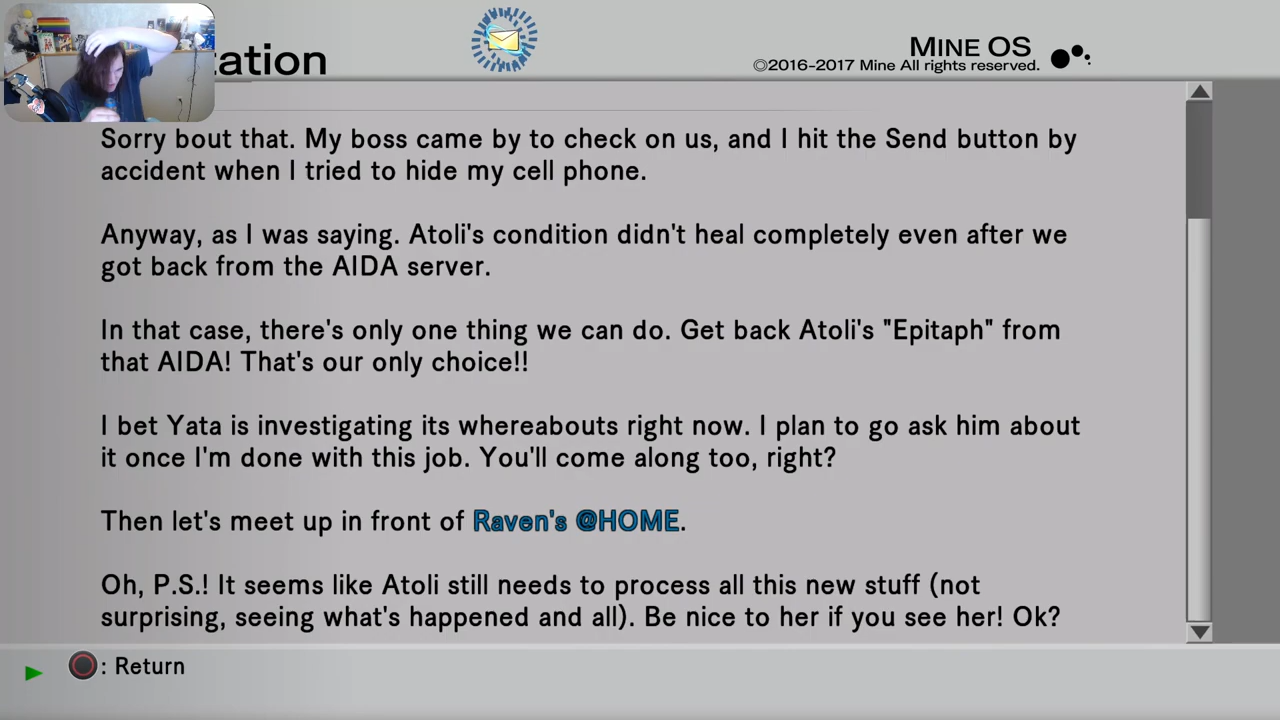 tation
MINE OS
©2016-2017 Mine All rights reserved.
Sorry bout that. My boss came by to check on us, and I hit the Send button by
accident when I tried to hide my cell phone.
Anyway, as I was saying. Atoli's condition didn't heal completely even after we
got back from the AIDA server.
In that case, there's only one thing we can do. Get back Atoli's "Epitaph" from
that AIDA! That's our only choice!!
I bet Yata is investigating its whereabouts right now. I plan to go ask him about
it once I'm done with this job. You'll come along too, right?
Then let's meet up in front of Raven's @HOME.
Oh, P.S.! It seems like Atoli still needs to process all this new stuff (not
surprising, seeing what's happened and all). Be nice to her if you see her! Ok?
: Return